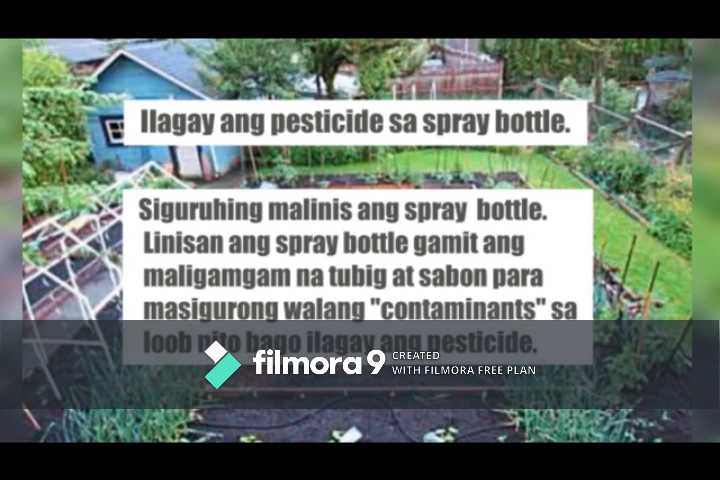 Ilagay ang pesticide sa spray bottle.
Siguruhing malinis ang spray bottle.
Linisan ang spray bottle gamit ang
maligamgam na tubig at sabon para
masigurong walang "contaminants" sa
loob nito bago ilagay ang pesticide.
filmora 9
CREATED
WITH FILMORA FREE PLAN